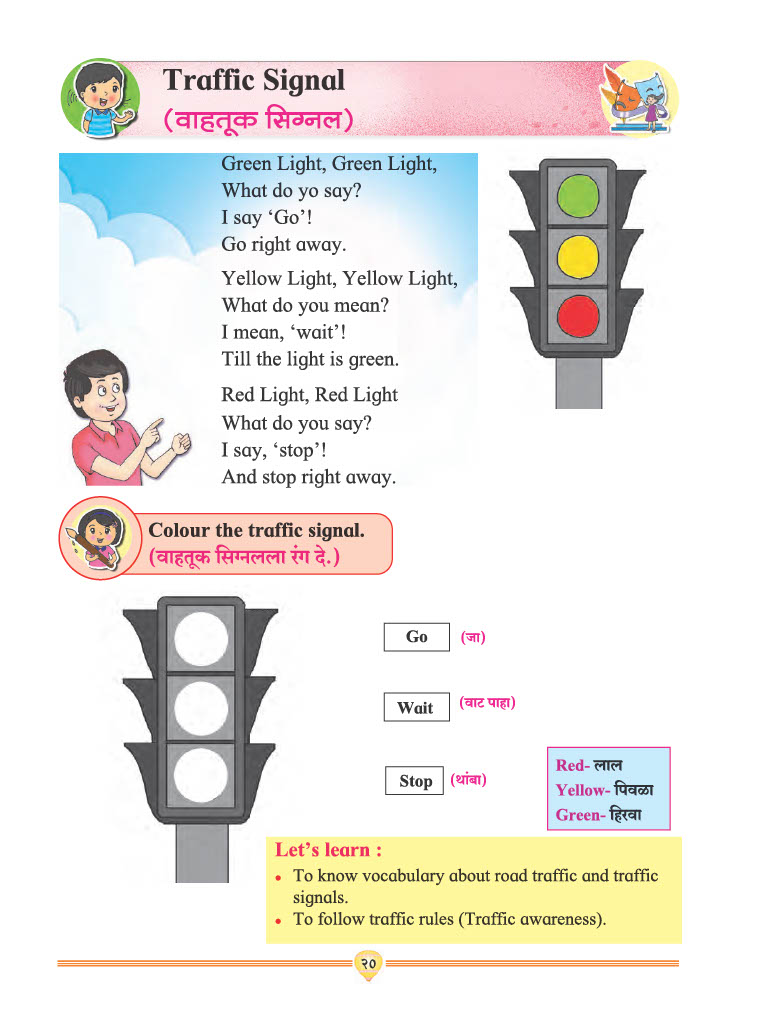 Traffic Signal
(वाहतूक सिग्नल)
Green Light, Green Light,
What do yo say?
I say ‘Go’!
Go right away.
Yellow Light, Yellow Light,
What do you mean?
I mean, ‘wait’!
Till the light is green.
Red Light, Red Light
What do you say?
I say, ‘stop’!
And stop right away.
Colour the traffic signal.
(वाहतूक सिग्नलला रंग दे.)
Go (जा)
Wait (वाट पाहा)
Stop (थांबा)
Red- लाल
Yellow- पिवळा
Green- हिरवा
Let’s learn :
• To know vocabulary about road traffic and traffic
signals.
• To follow traffic rules (Traffic awareness).
२०